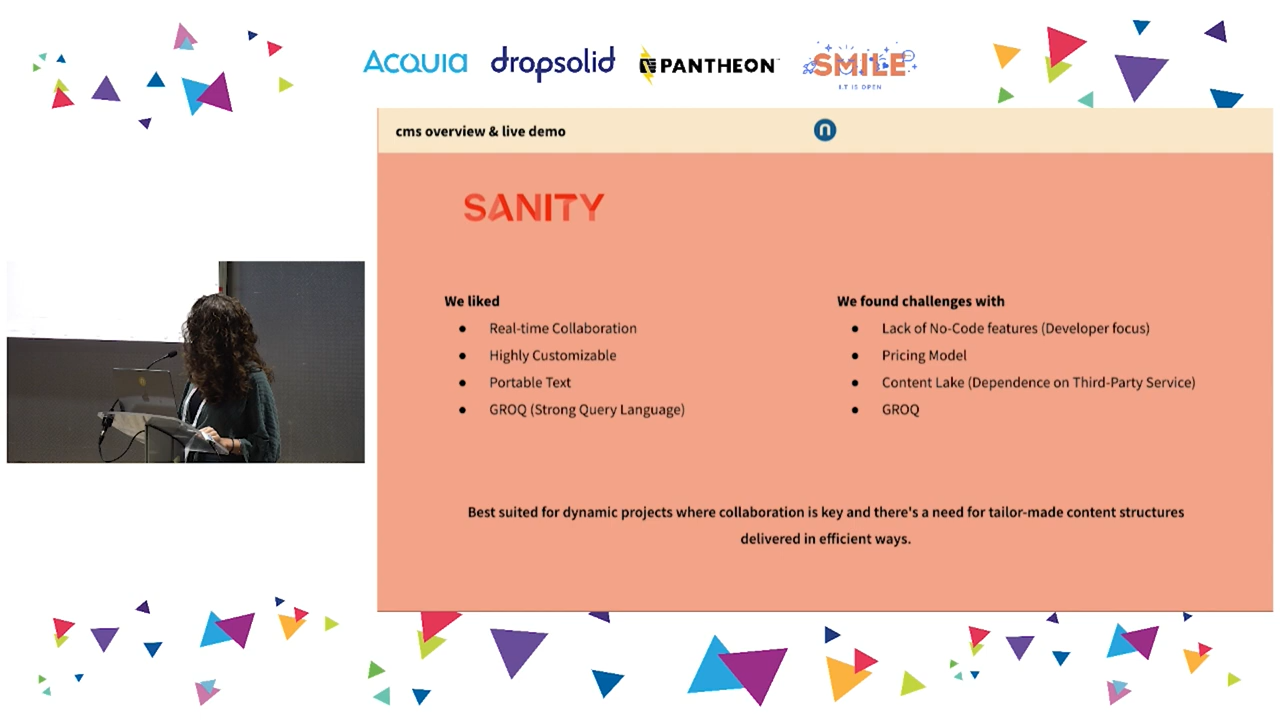 Acquia
dropsolid
PANTHEON
SMILE
I.T IS OPEN
cms overview & live demo
n
SANITY
We liked
● Real-time Collaboration
● Highly Customizable
● Portable Text
● GROQ (Strong Query Language)
We found challenges with
● Lack of No-Code features (Developer focus)
● Pricing Model
● Content Lake (Dependence on Third-Party Service)
● GROQ
Best suited for dynamic projects where collaboration is key and there's a need for tailor-made content structures
delivered in efficient ways.